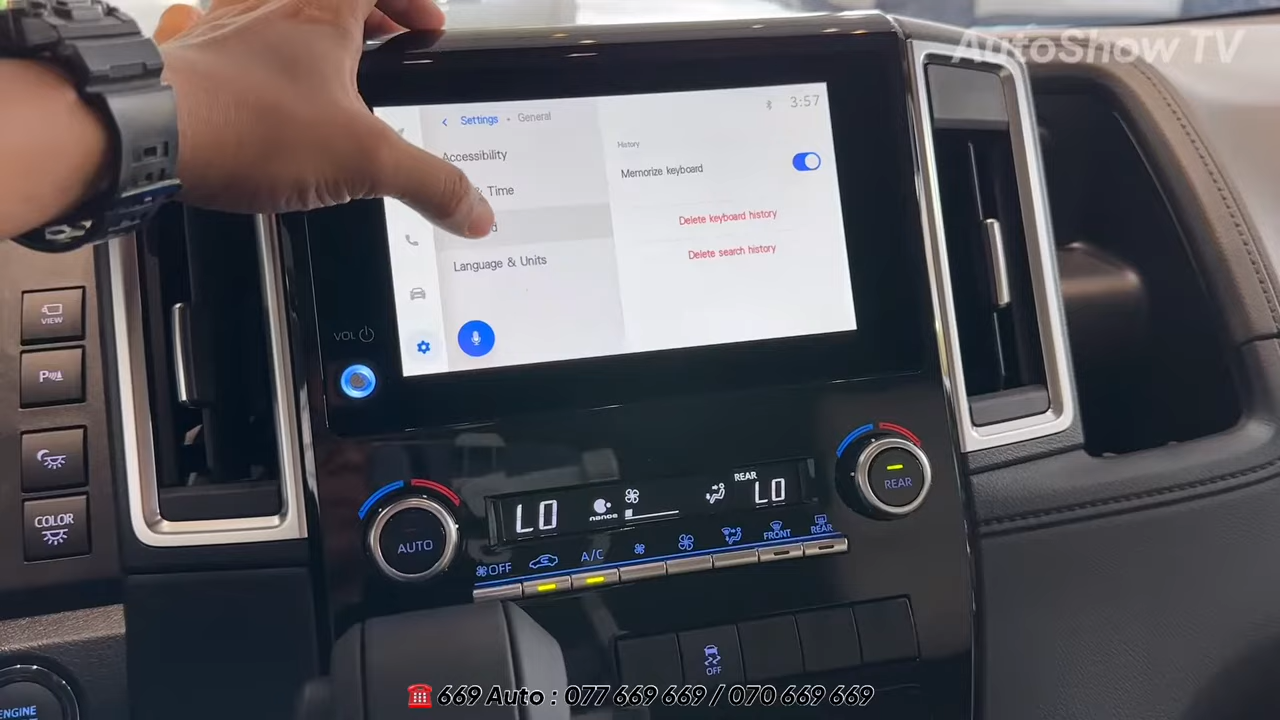 AutoShow TV
Settings • General
3:57
Accessibility
& Time
Language & Units
History
Memorize keyboard
Delete keyboard history
Delete search history
VIEW
P
VOL
COLOR
AUTO
LO
nanoe
REAR
LO
REAR
OFF
A/C
FRONT
REAR
OFF
ENGINE
669 Auto : 077 669 669 / 070 669 669